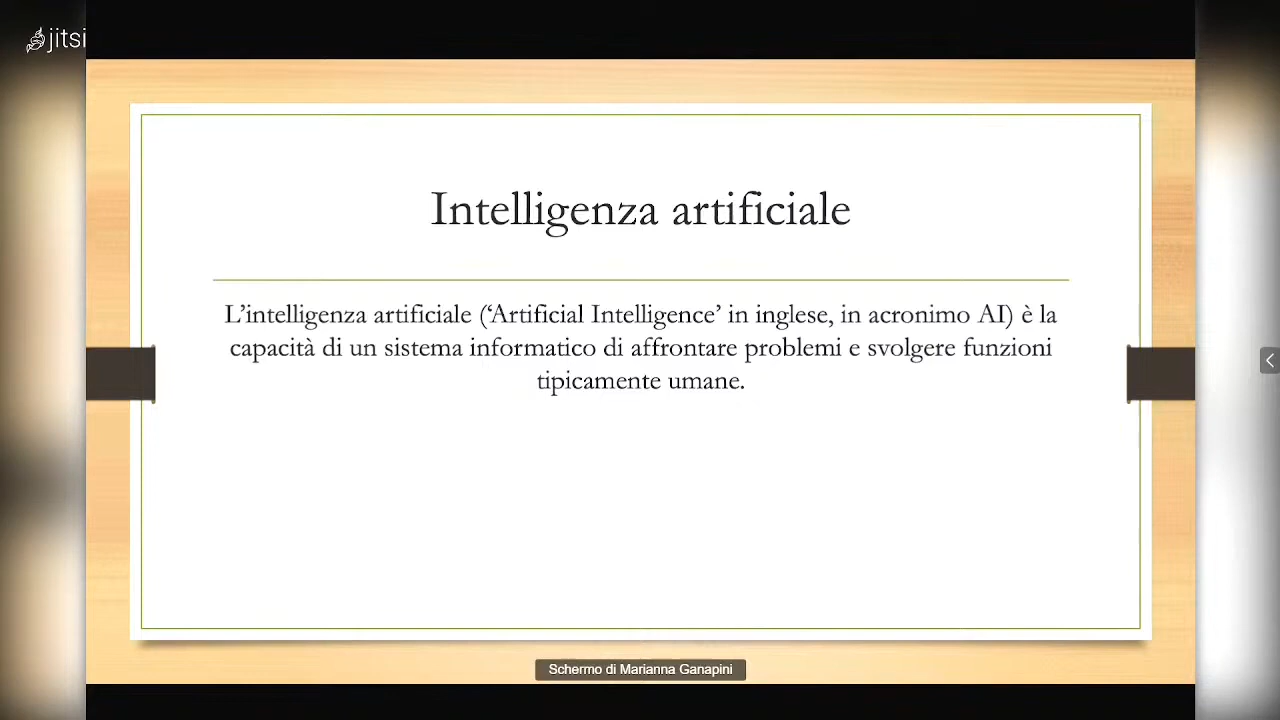 jitsi
Intelligenza artificiale
L’intelligenza artificiale (‘Artificial Intelligence’ in inglese, in acronimo AI) è la
capacità di un sistema informatico di affrontare problemi e svolgere funzioni
tipicamente umane.
Schermo di Marianna Ganapini